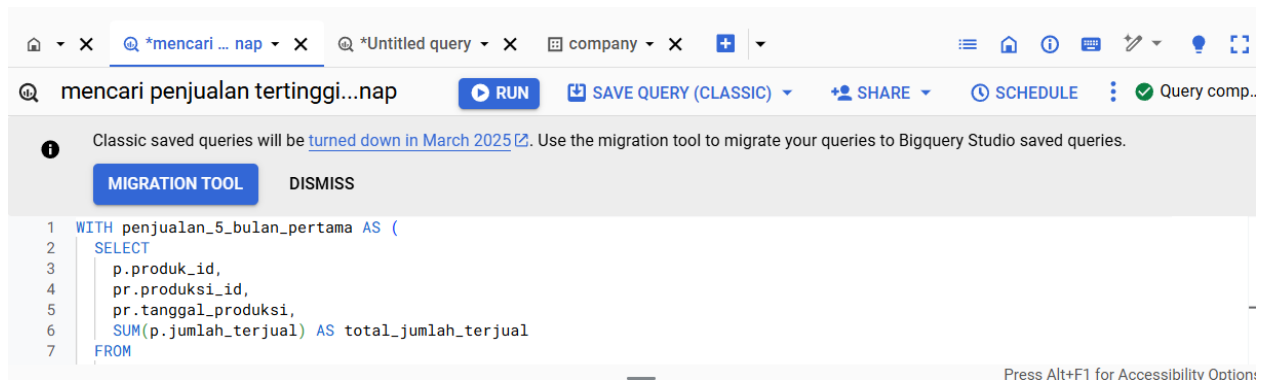 *mencari ... nap *Untitled query company
mencari penjualan tertinggi...nap RUN SAVE QUERY (CLASSIC) SHARE SCHEDULE Query comp..
Classic saved queries will be turned down in March 2025. Use the migration tool to migrate your queries to Bigquery Studio saved queries.
MIGRATION TOOL DISMISS
1 WITH penjualan_5_bulan_pertama AS (
2 SELECT
3 p.produk_id,
4 pr.produksi_id,
5 pr.tanggal_produksi,
6 SUM(p.jumlah_terjual) AS total_jumlah_terjual
7 FROM
Press Alt+F1 for Accessibility Options